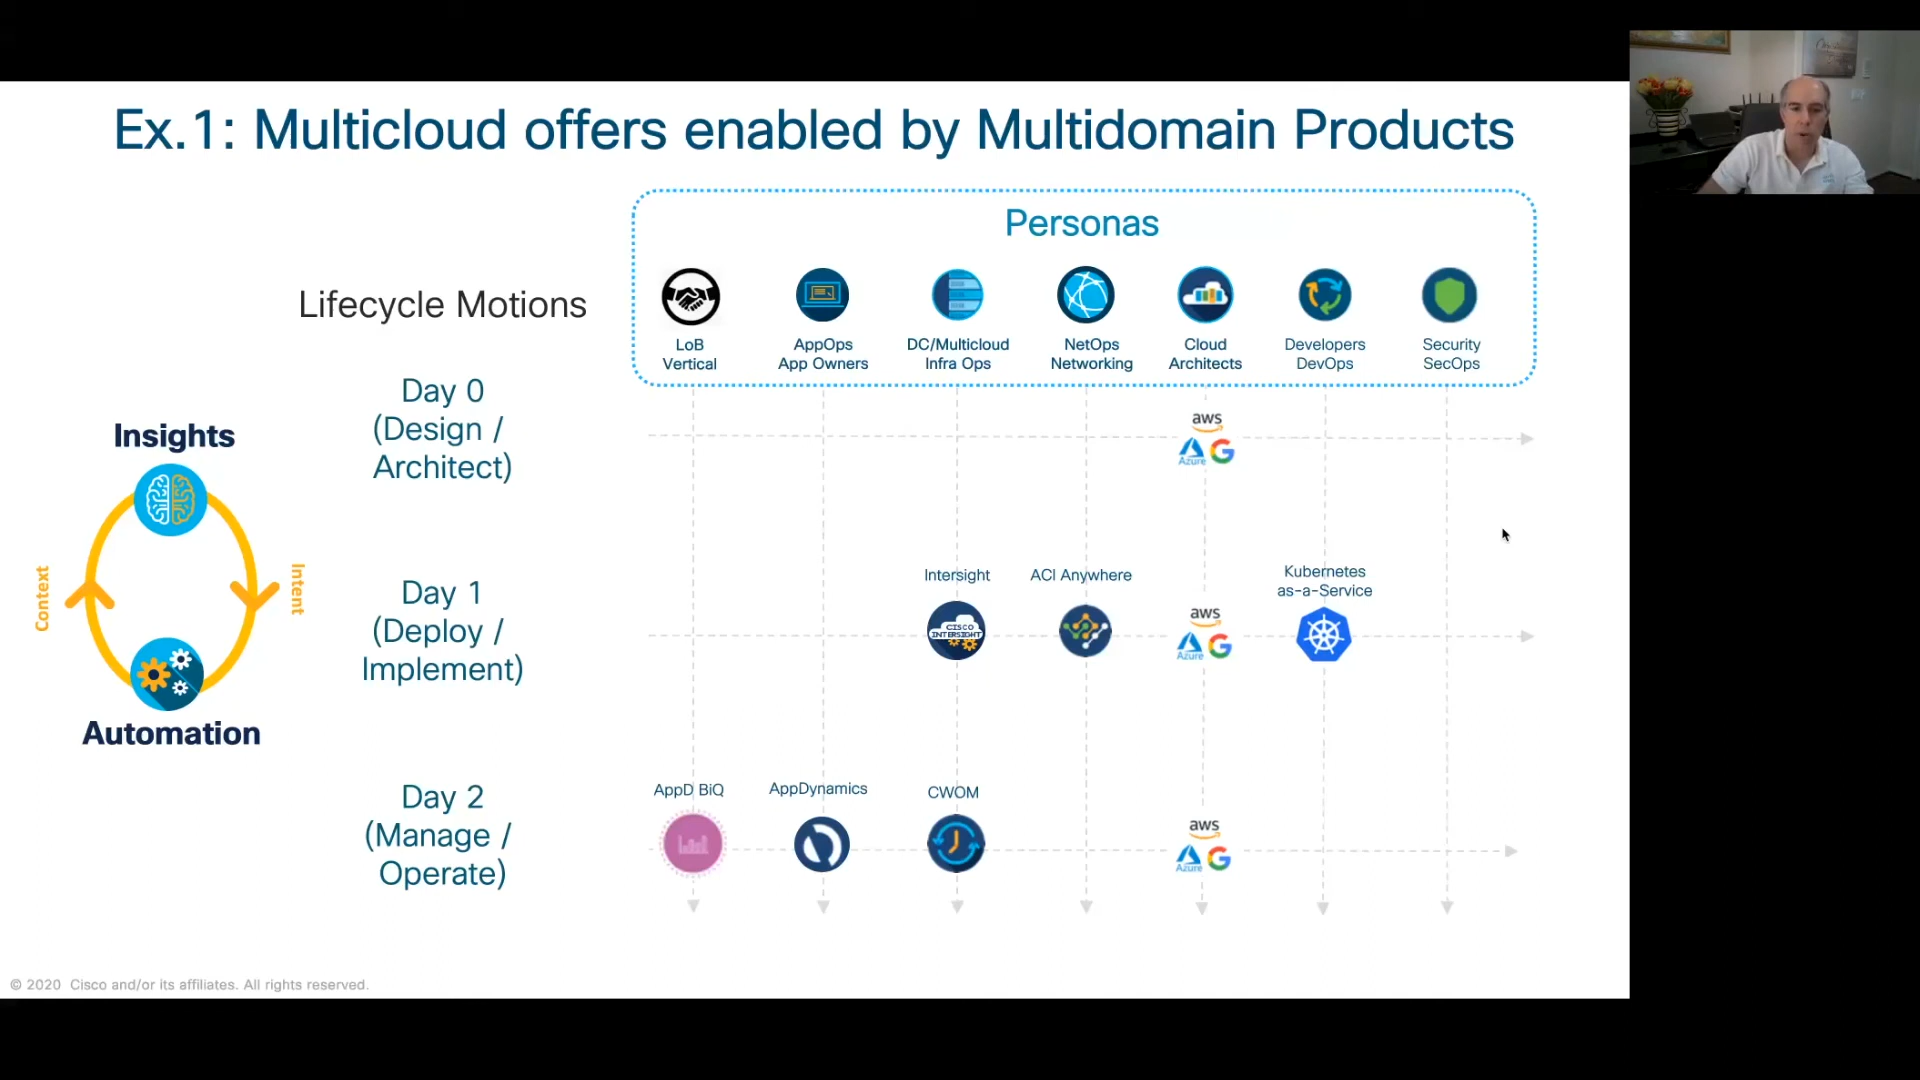 Ex.1: Multicloud offers enabled by Multidomain Products
Personas
Lifecycle Motions
LoB
Vertical
AppOps
App Owners
DC/Multicloud
Infra Ops
NetOps
Networking
Cloud
Architects
Developers
DevOps
Security
SecOps
Day 0
(Design /
Architect)
aws
Azure
Insights
Context
Intent
Automation
Day 1
(Deploy /
Implement)
Intersight
CISCO
INTERSIGHT
ACI Anywhere
aws
Azure
Kubernetes
as-a-Service
Day 2
(Manage /
Operate)
AppD BiQ
AppDynamics
CWOM
aws
Azure
© 2020 Cisco and/or its affiliates. All rights reserved.